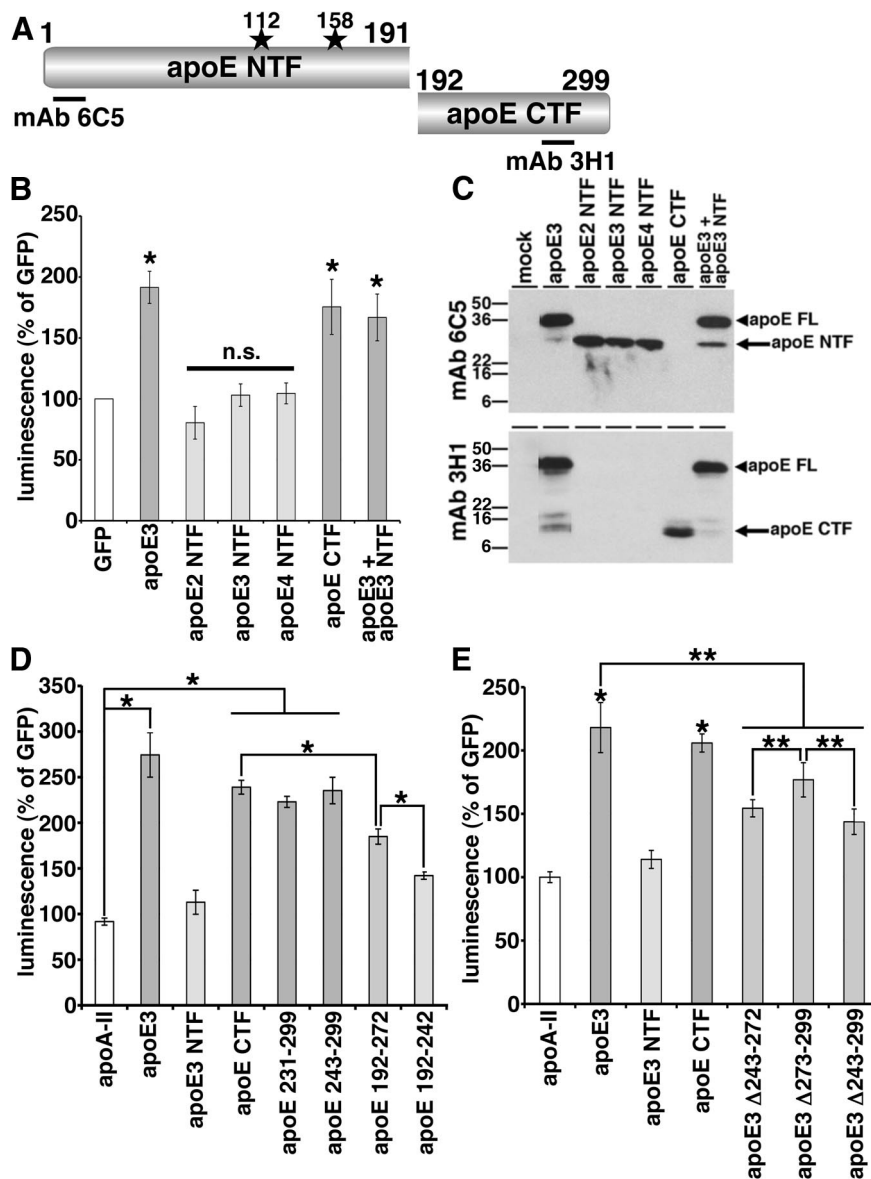 A
1
112
158
191
apoE NTF
mAb 6C5
192
299
apoE CTF
mAb 3H1
B
luminescence (% of GFP)
250
200
150
100
50
0
*
n.s.
*
*
GFP
apoE3
apoE2 NTF
apoE3 NTF
apoE4 NTF
apoE CTF
apoE3 +
apoE3 NTF
C
mock
apoE3
apoE2 NTF
apoE3 NTF
apoE4 NTF
apoE CTF
apoE3 +
apoE3 NTF
mAb 6C5
50
36
22
16
6
apoE FL
apoE NTF
mAb 3H1
50
36
22
16
6
apoE FL
apoE CTF
D
luminescence (% of GFP)
350
300
250
200
150
100
50
0
*
*
*
*
apoA-II
apoE3
apoE3 NTF
apoE CTF
apoE 231-299
apoE 243-299
apoE 192-272
apoE 192-242
E
luminescence (% of GFP)
250
200
150
100
50
0
**
*
*
**
**
apoA-II
apoE3
apoE3 NTF
apoE CTF
apoE3 Δ243-272
apoE3 Δ273-299
apoE3 Δ243-299